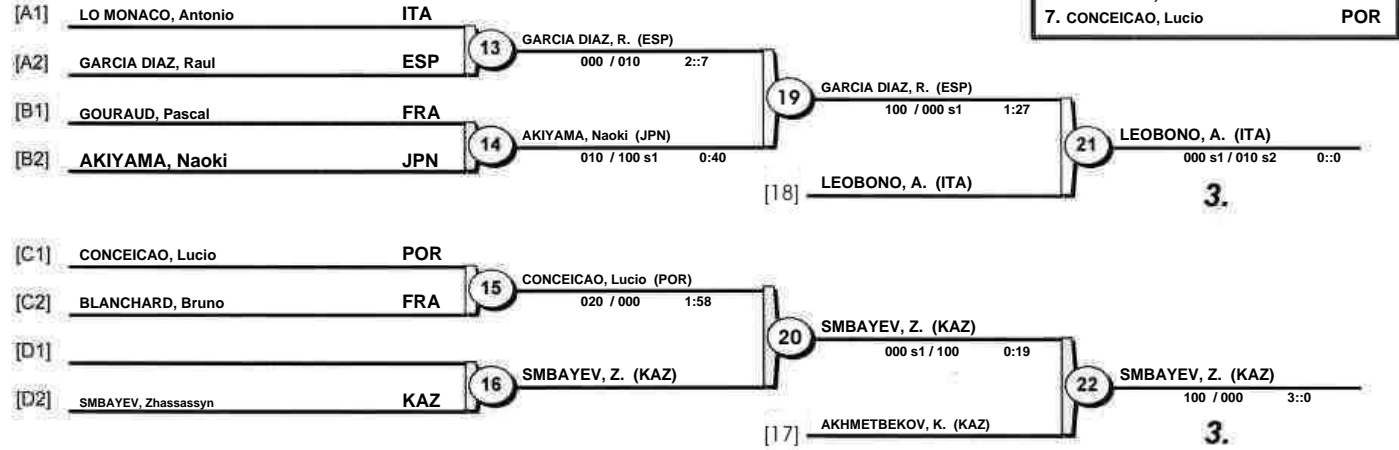 [A1] LO MONACO, Antonio ITA
7. CONCEICAO, Lucio POR
13 GARCIA DIAZ, R. (ESP)
000 / 010 2::7
[A2] GARCIA DIAZ, Raul ESP
19 GARCIA DIAZ, R. (ESP)
100 / 000 s1 1:27
[B1] GOURAUD, Pascal FRA
14 AKIYAMA, Naoki (JPN)
010 / 100 s1 0:40
[B2] AKIYAMA, Naoki JPN
21 LEOBONO, A. (ITA)
000 s1 / 010 s2 0::0
[18] LEOBONO, A. (ITA)
3.
[C1] CONCEICAO, Lucio POR
15 CONCEICAO, Lucio (POR)
020 / 000 1:58
[C2] BLANCHARD, Bruno FRA
20 SMBAYEV, Z. (KAZ)
000 s1 / 100 0:19
[D1]
16 SMBAYEV, Z. (KAZ)
[D2] SMBAYEV, Zhassassyn KAZ
22 SMBAYEV, Z. (KAZ)
100 / 000 3::0
[17] AKHMETBEKOV, K. (KAZ)
3.